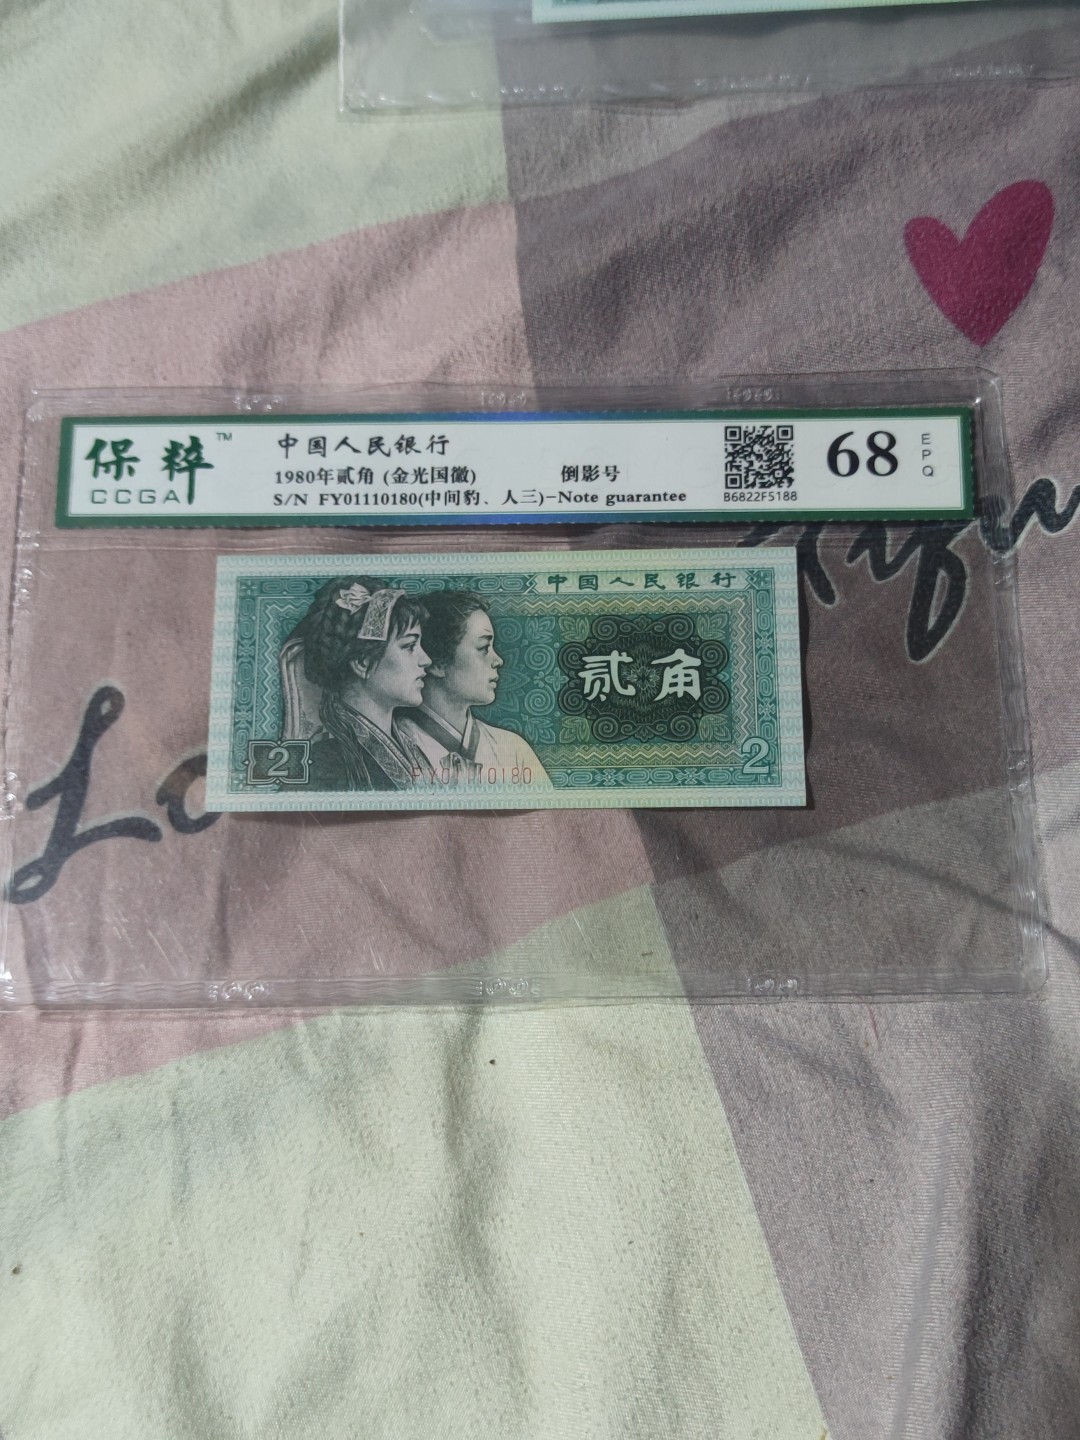 保粹™
CCGA
中国人民银行
1980年贰角 (金光国徽) 倒影号
S/N FY01110180(中间豹、人三)-Note guarantee
B6822F5188
68
EPQ
中国人民银行
贰角
2
2
FY01110180
Lo